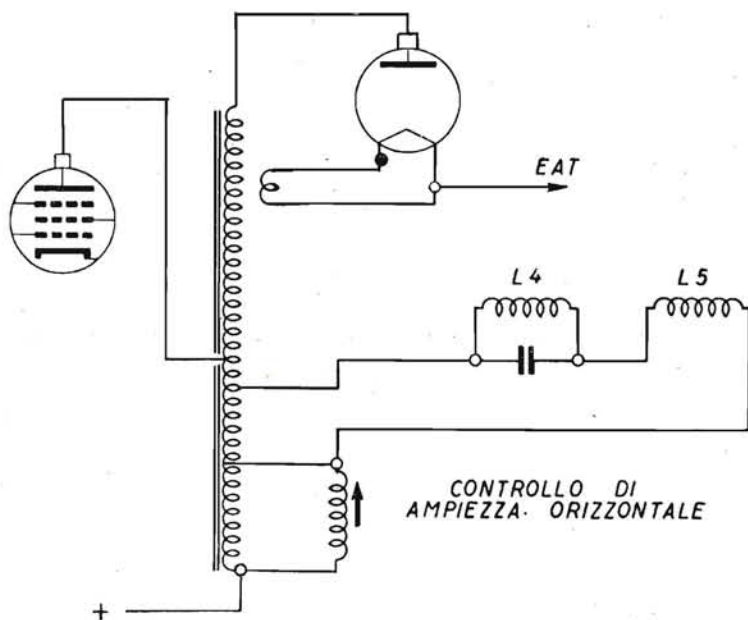 EAT
L4
L5
CONTROLLO DI
AMPIEZZA· ORIZZONTALE
+